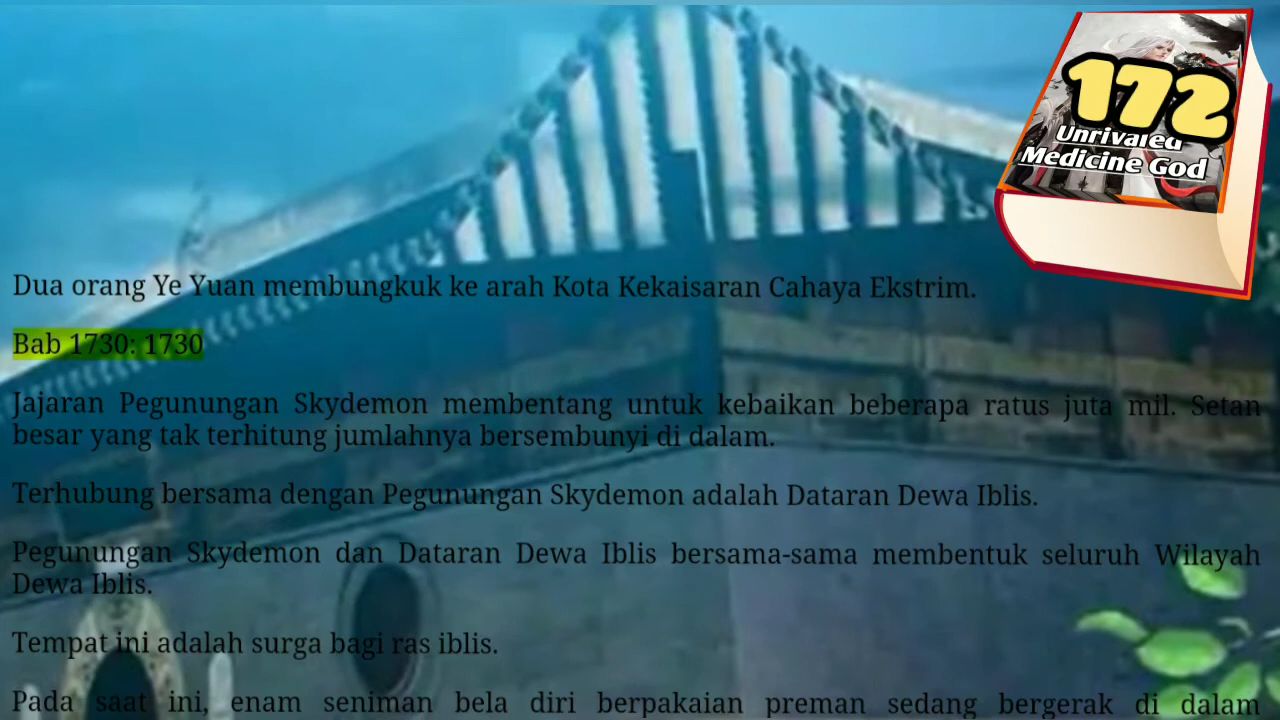 172
Unrivaled
Medicine God
Dua orang Ye Yuan membungkuk ke arah Kota Kekaisaran Cahaya Ekstrim.
Bab 1730: 1730
Jajaran Pegunungan Skydemon membentang untuk kebaikan beberapa ratus juta mil. Setan
besar yang tak terhitung jumlahnya bersembunyi di dalam.
Terhubung bersama dengan Pegunungan Skydemon adalah Dataran Dewa Iblis.
Pegunungan Skydemon dan Dataran Dewa Iblis bersama-sama membentuk seluruh Wilayah
Dewa Iblis.
Tempat ini adalah surga bagi ras iblis.
Pada saat ini, enam seniman bela diri berpakaian preman sedang bergerak di dalam